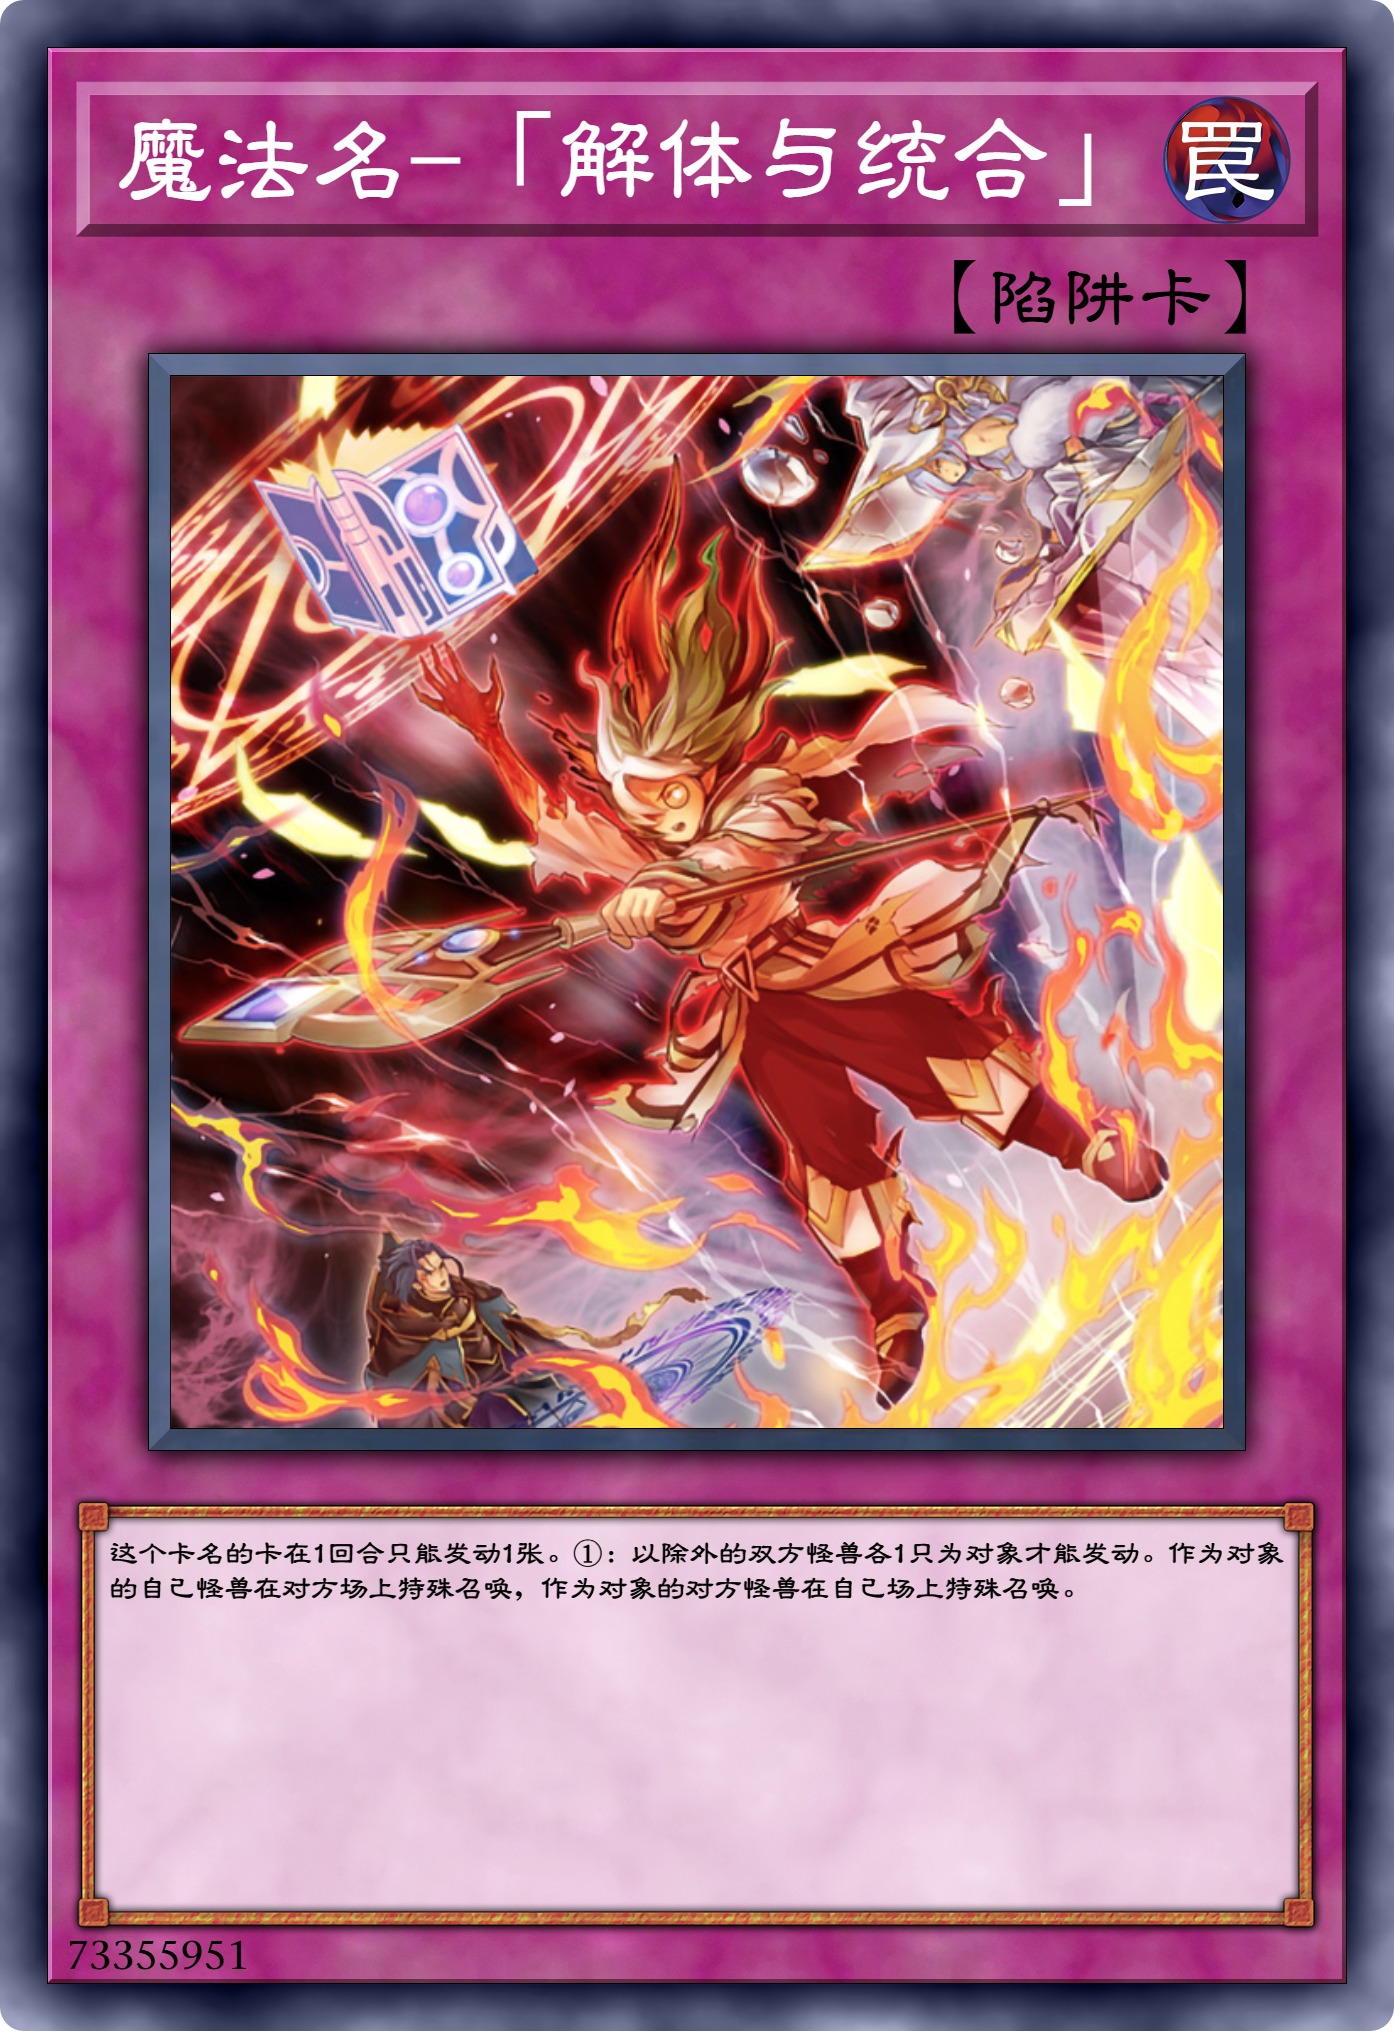 魔法名-「解体与统合」 罠
【陷阱卡】
这个卡名的卡在1回合只能发动1张。①：以除外的双方怪兽各1只为对象才能发动。作为对象
的自己怪兽在对方场上特殊召唤，作为对象的对方怪兽在自己场上特殊召唤。
73355951